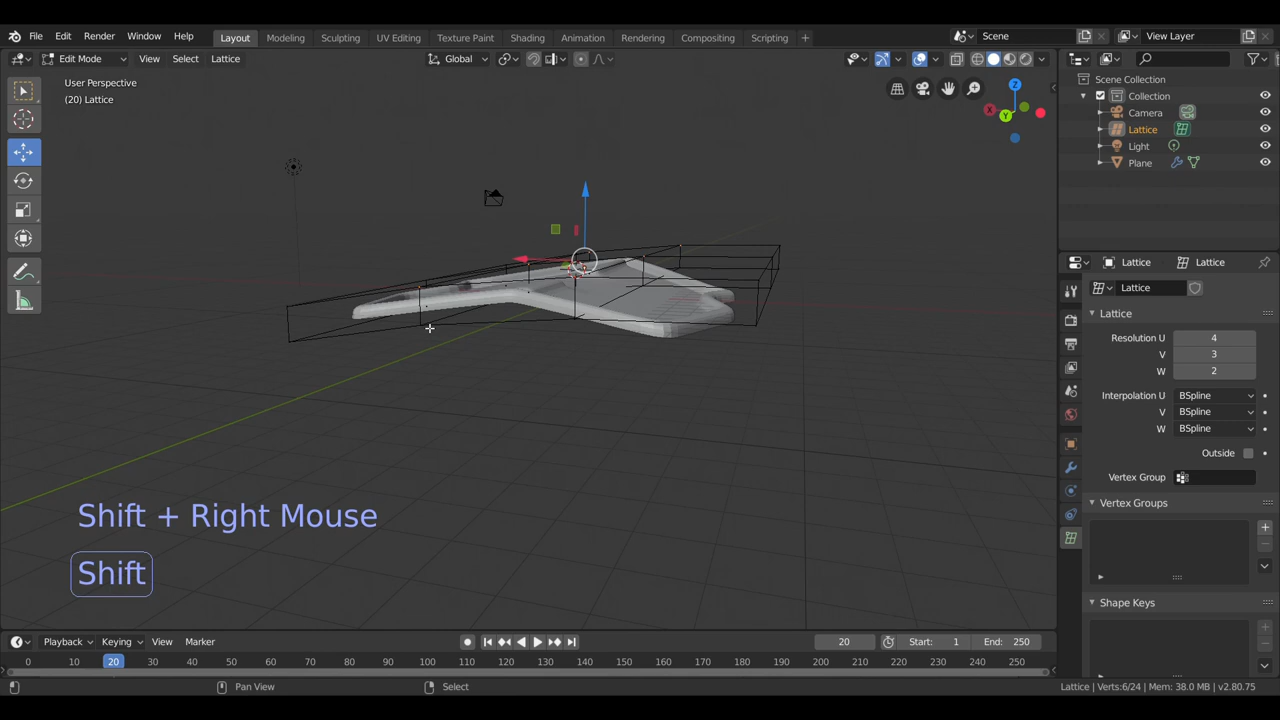 File Edit Render Window Help Layout Modeling Sculpting UV Editing Texture Paint Shading Animation Rendering Compositing Scripting + Scene View Layer
Edit Mode View Select Lattice Global
User Perspective
(20) Lattice
Z
X
Y
Scene Collection
Collection
Camera
Lattice
Light
Plane
Lattice Lattice
Lattice
Lattice
Resolution U 4
V 3
W 2
Interpolation U BSpline
V BSpline
W BSpline
Outside
Vertex Group
Vertex Groups
Shape Keys
Shift + Right Mouse
Shift
Playback Keying View Marker 20 Start: 1 End: 250
0 10 20 30 40 50 60 70 80 90 100 110 120 130 140 150 160 170 180 190 200 210 220 230 240 250
Pan View Select Lattice | Verts:6/24 | Mem: 38.0 MB | v2.80.75